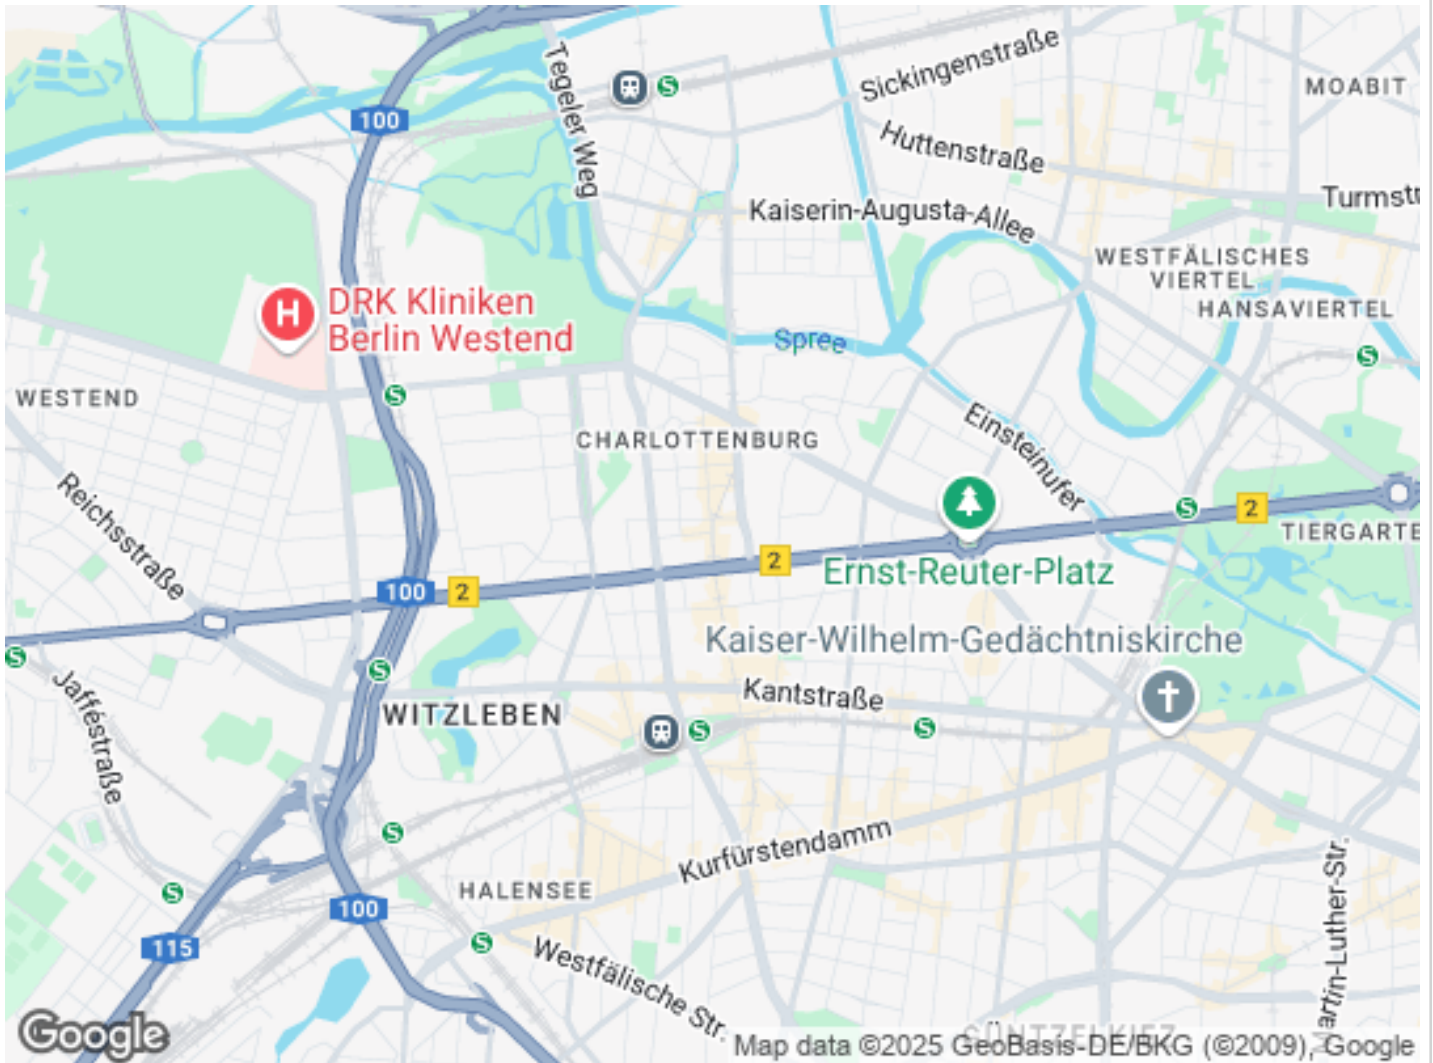 Tegeler Weg
S
Sickingenstraße
MOABIT
100
Huttenstraße
Turmst
Kaiserin-Augusta-Allee
WESTFÄLISCHES
VIERTEL
HANSAVIERTEL
H
DRK Kliniken
Berlin Westend
Spree
S
S
WESTEND
CHARLOTTENBURG
Einsteinufer
Reichsstraße
S
2
TIERGARTE
2
Ernst-Reuter-Platz
100
2
Kaiser-Wilhelm-Gedächtniskirche
S
S
Jafféstraße
Kantstraße
WITZLEBEN
S
S
S
Kurfürstendamm
Martin-Luther-Str.
S
HALENSEE
100
115
S
Westfälische Str.
GÜNTZELKIEZ
Google
Map data ©2025 GeoBasis-DE/BKG (©2009), Google